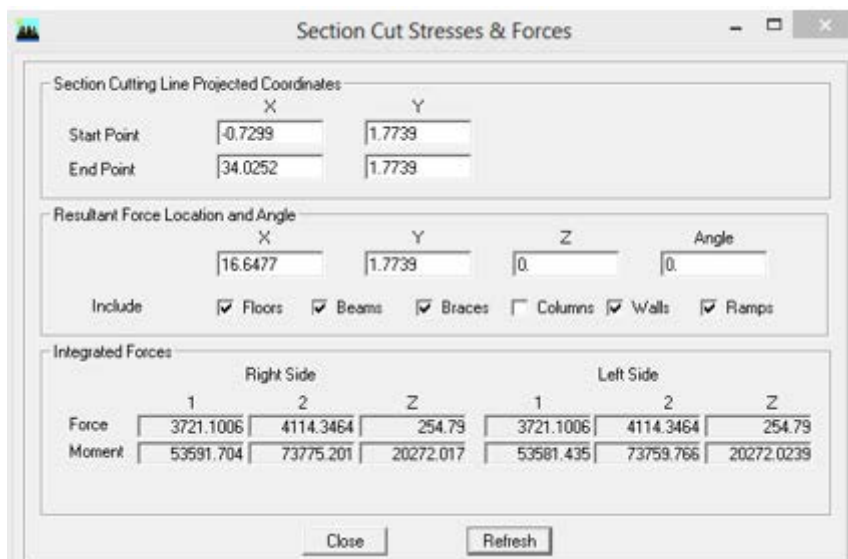 Section Cut Stresses & Forces
Section Cutting Line Projected Coordinates
X Y
Start Point -0.7299 1.7739
End Point 34.0252 1.7739
Resultant Force Location and Angle
X Y Z Angle
16.6477 1.7739 0. 0.
Include Floors Beams Braces Columns Walls Ramps
Integrated Forces
Right Side Left Side
1 2 Z 1 2 Z
Force 3721.1006 4114.3464 254.79 3721.1006 4114.3464 254.79
Moment 53591.704 73775.201 20272.017 53581.435 73759.766 20272.0239
Close Refresh